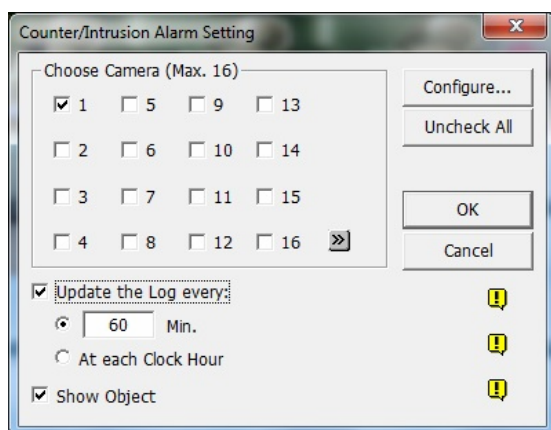 Counter/Intrusion Alarm Setting
Choose Camera (Max. 16)
1 5 9 13
2 6 10 14
3 7 11 15
4 8 12 16 »
Configure...
Uncheck All
OK
Cancel
Update the Log every:
60 Min.
At each Clock Hour
Show Object